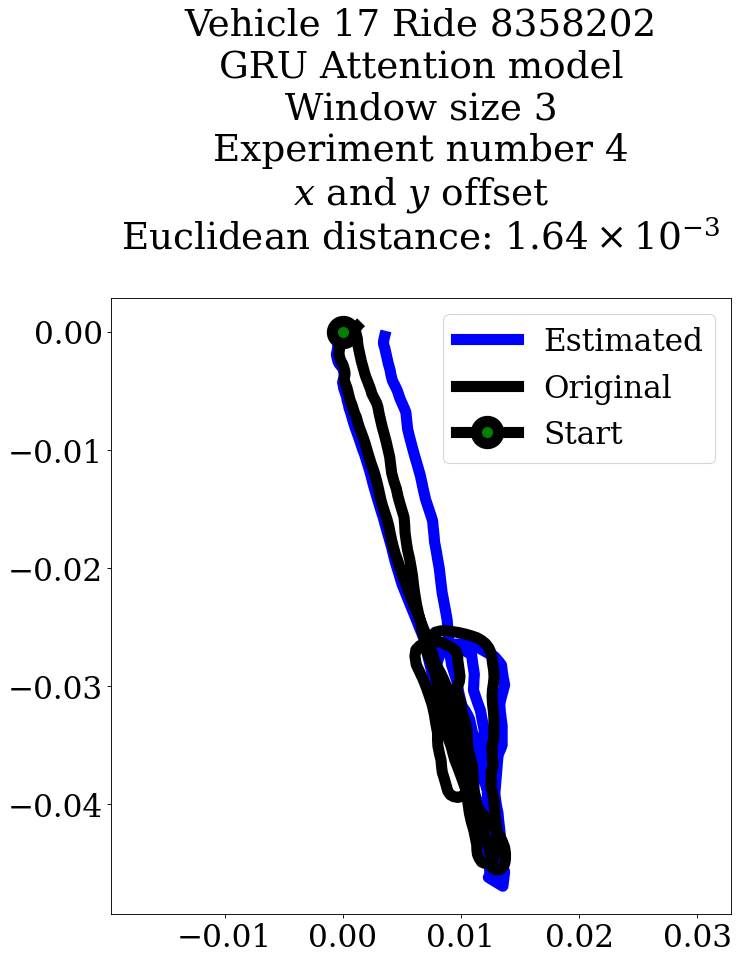 Vehicle 17 Ride 8358202
GRU Attention model
Window size 3
Experiment number 4
x and y offset
Euclidean distance: 1.64 × 10⁻³
Estimated
Original
Start
0.00
−0.01
−0.02
−0.03
−0.04
−0.01 0.00 0.01 0.02 0.03